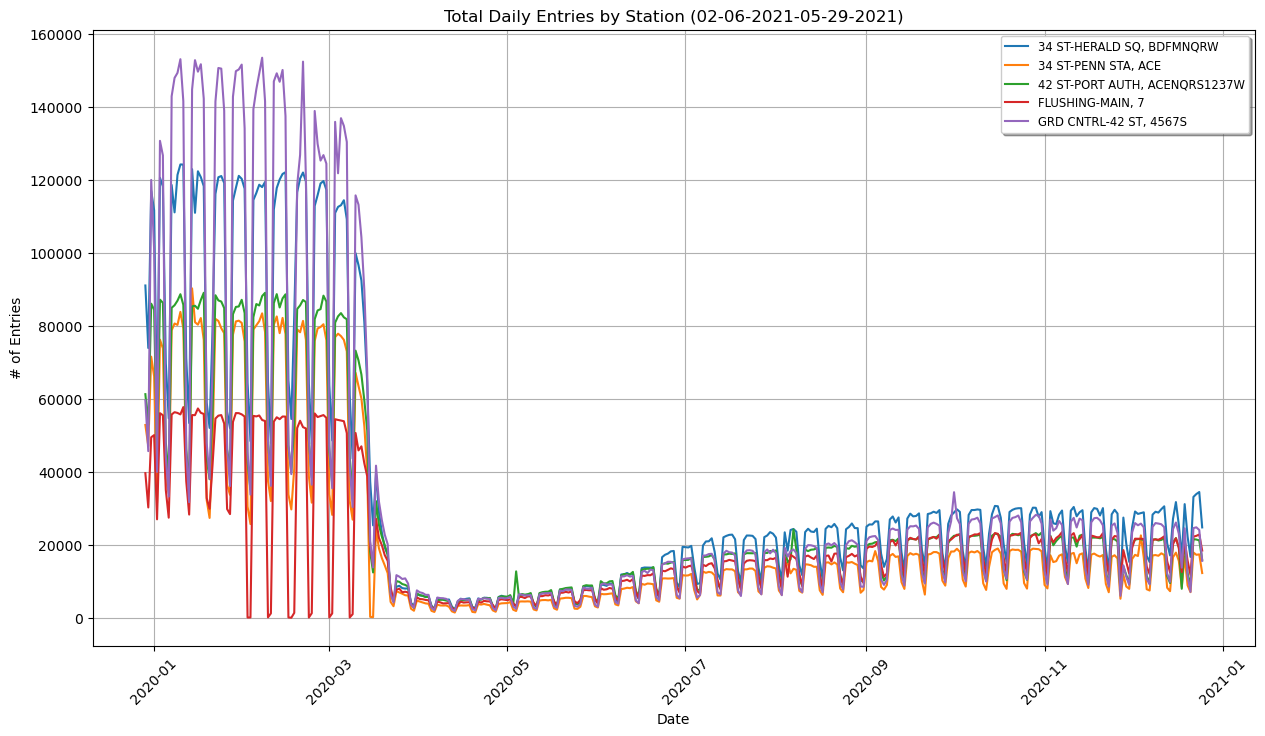 Total Daily Entries by Station (02-06-2021-05-29-2021)
160000
140000
120000
100000
80000
60000
40000
20000
0
# of Entries
34 ST-HERALD SQ, BDFMNQRW
34 ST-PENN STA, ACE
42 ST-PORT AUTH, ACENQRS1237W
FLUSHING-MAIN, 7
GRD CNTRL-42 ST, 4567S
2020-01
2020-03
2020-05
2020-07
2020-09
2020-11
2021-01
Date